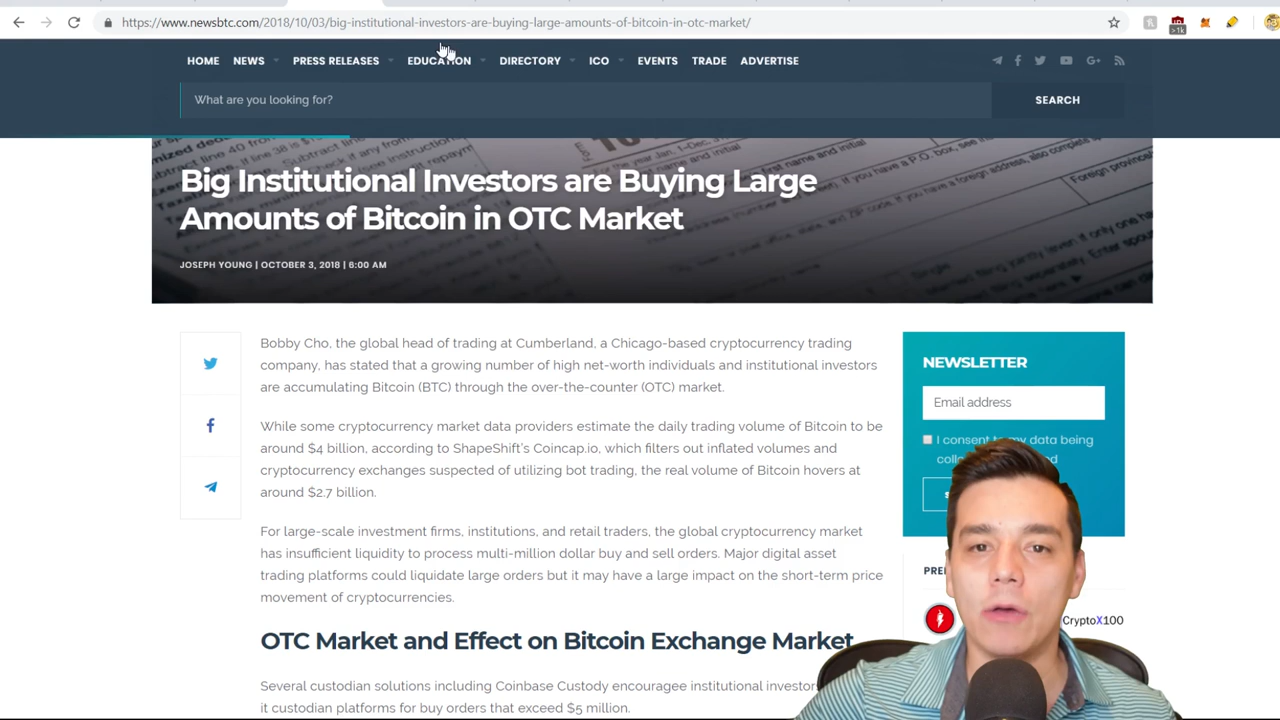 https://www.newsbtc.com/2018/10/03/big-institutional-investors-are-buying-large-amounts-of-bitcoin-in-otc-market/
>1k
HOME NEWS PRESS RELEASES EDUCATION DIRECTORY ICO EVENTS TRADE ADVERTISE
What are you looking for?
SEARCH
Big Institutional Investors are Buying Large
Amounts of Bitcoin in OTC Market
JOSEPH YOUNG | OCTOBER 3, 2018 | 6:00 AM
Bobby Cho, the global head of trading at Cumberland, a Chicago-based cryptocurrency trading
company, has stated that a growing number of high net-worth individuals and institutional investors
are accumulating Bitcoin (BTC) through the over-the-counter (OTC) market.
While some cryptocurrency market data providers estimate the daily trading volume of Bitcoin to be
around $4 billion, according to ShapeShift's Coincap.io, which filters out inflated volumes and
cryptocurrency exchanges suspected of utilizing bot trading, the real volume of Bitcoin hovers at
around $2.7 billion.
For large-scale investment firms, institutions, and retail traders, the global cryptocurrency market
has insufficient liquidity to process multi-million dollar buy and sell orders. Major digital asset
trading platforms could liquidate large orders but it may have a large impact on the short-term price
movement of cryptocurrencies.
OTC Market and Effect on Bitcoin Exchange Market
Several custodian solutions including Coinbase Custody encouragee institutional investors
it custodian platforms for buy orders that exceed $5 million.
NEWSLETTER
Email address
I consent to my data being
CryptoX100